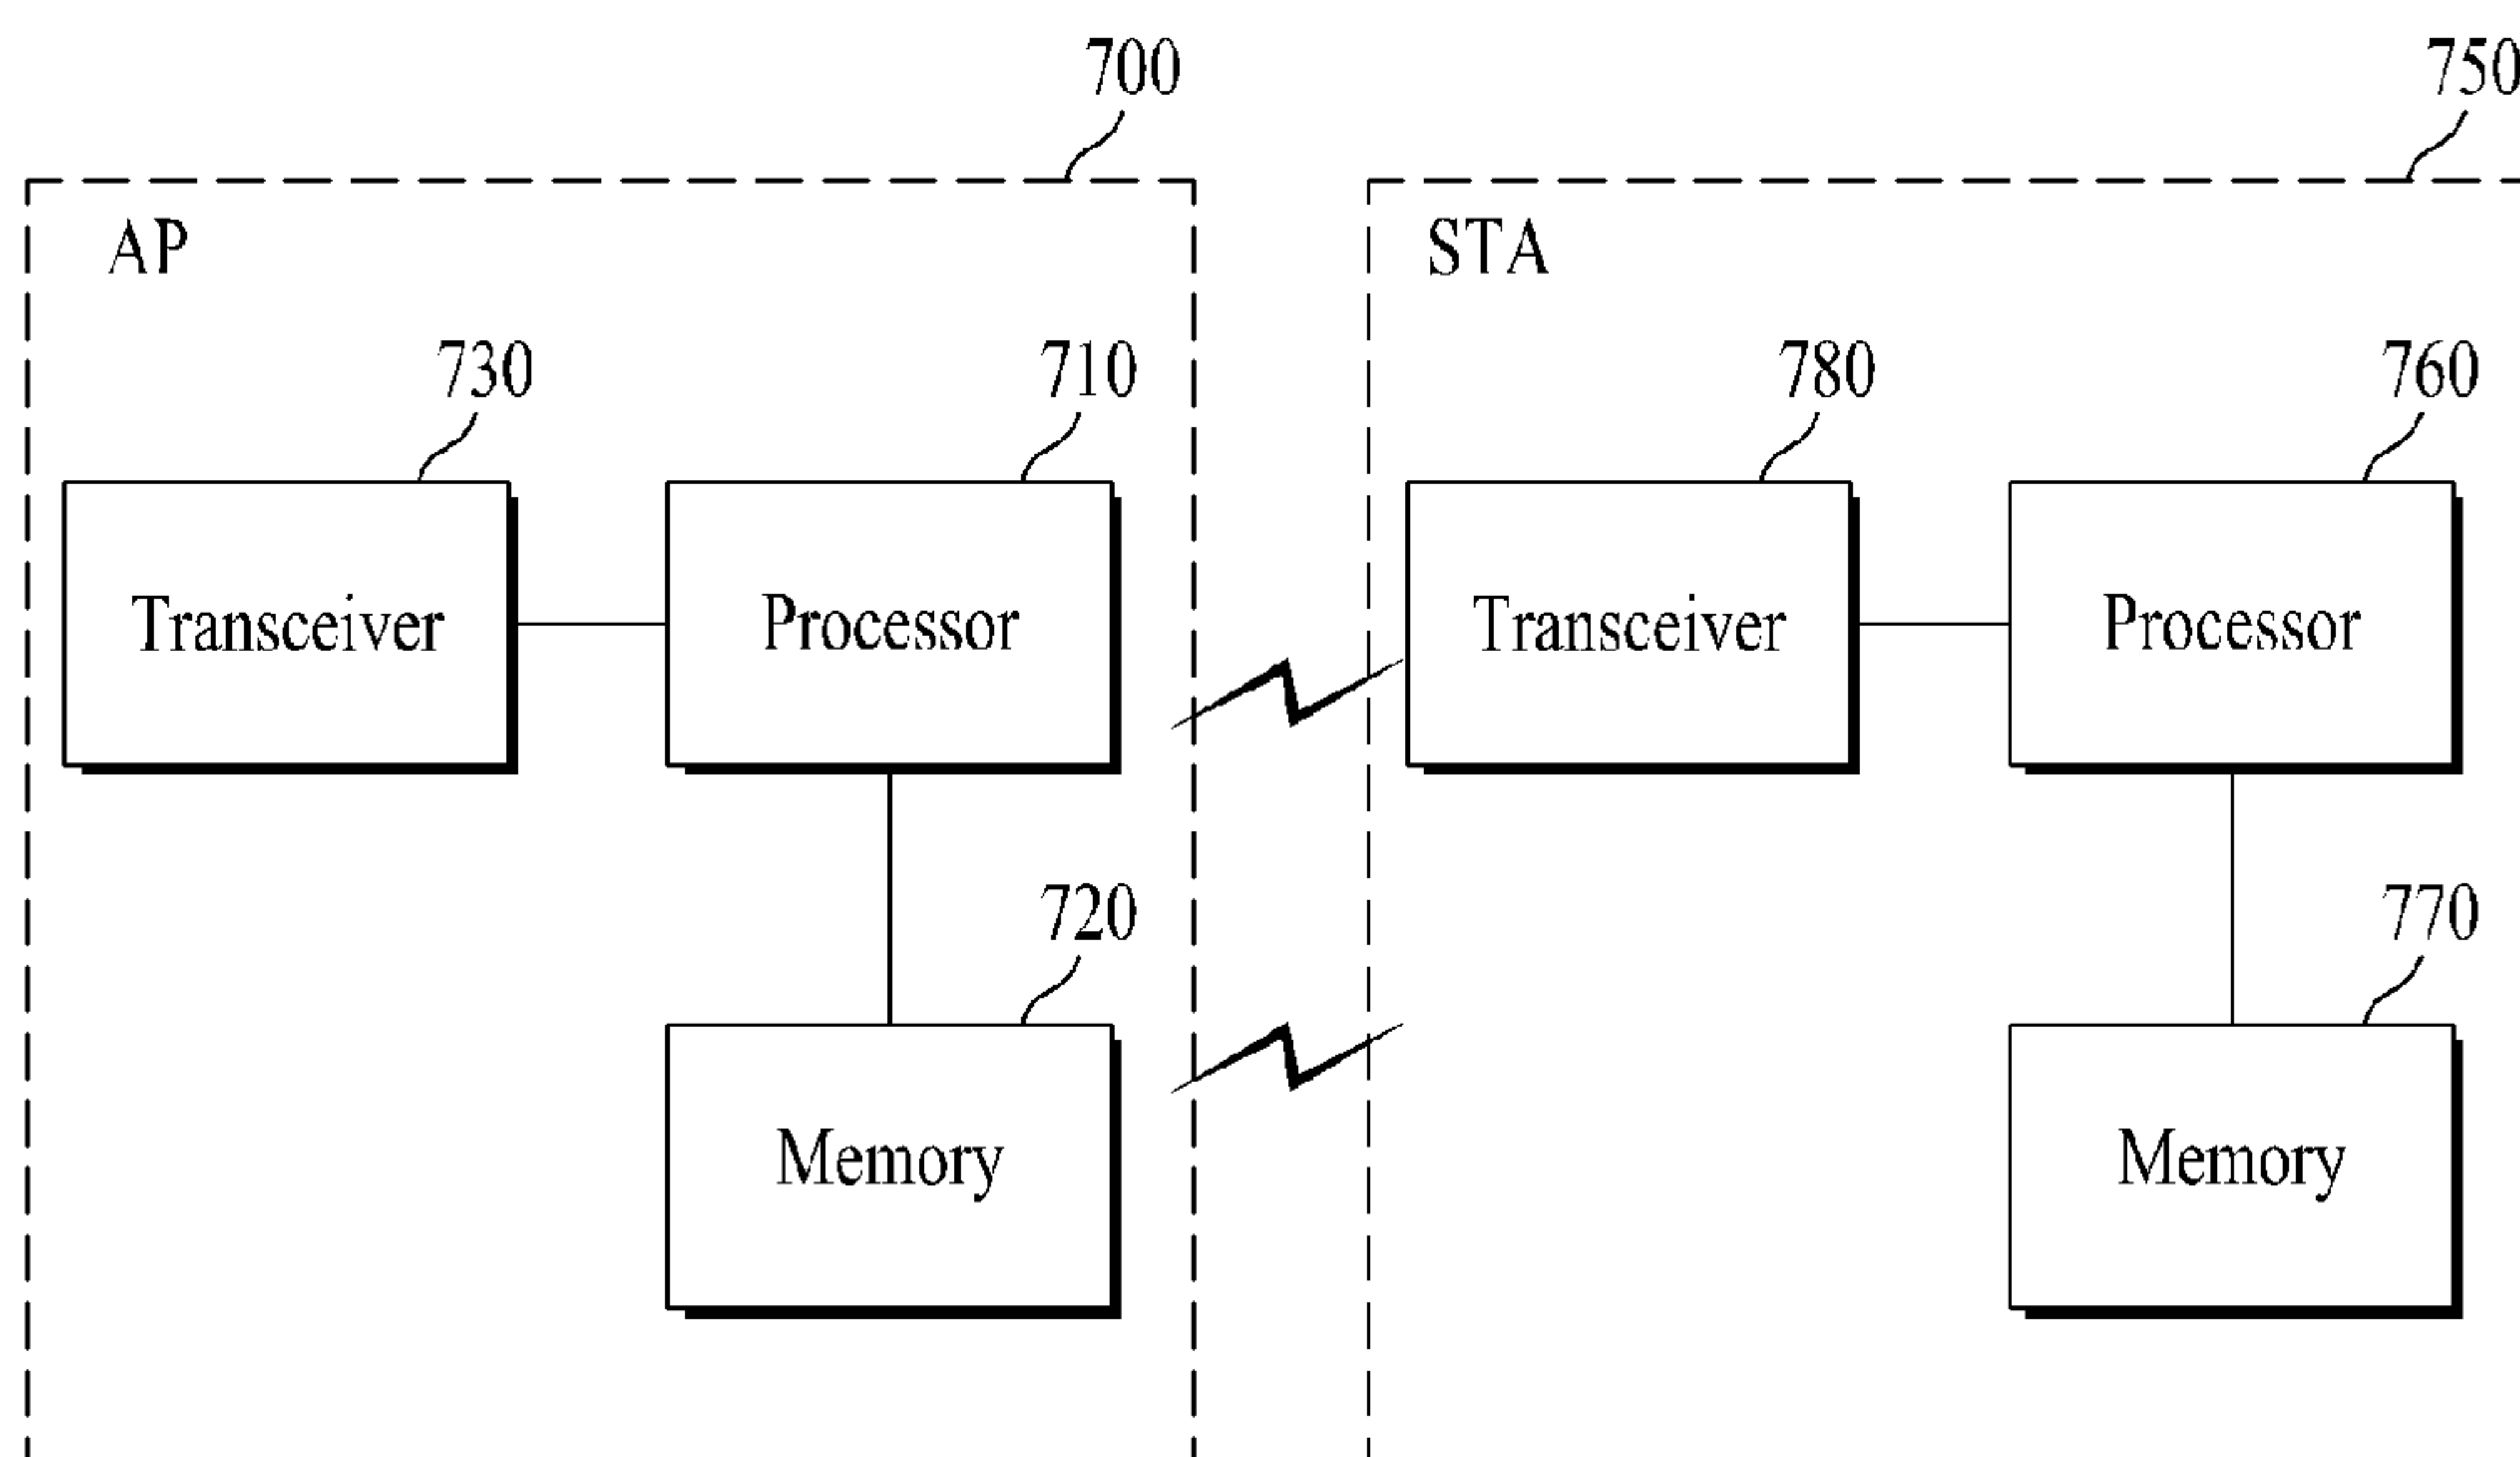 700
750
AP
STA
730
710
780
760
Transceiver
Processor
Transceiver
Processor
720
770
Memory
Memory